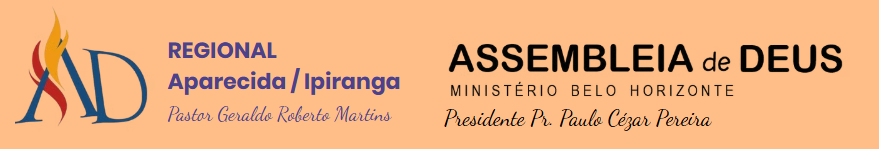 AD
REGIONAL
Aparecida / Ipiranga
Pastor Geraldo Roberto Martins
ASSEMBLEIA de DEUS
MINISTÉRIO BELO HORIZONTE
Presidente Pr. Paulo Cézar Pereira